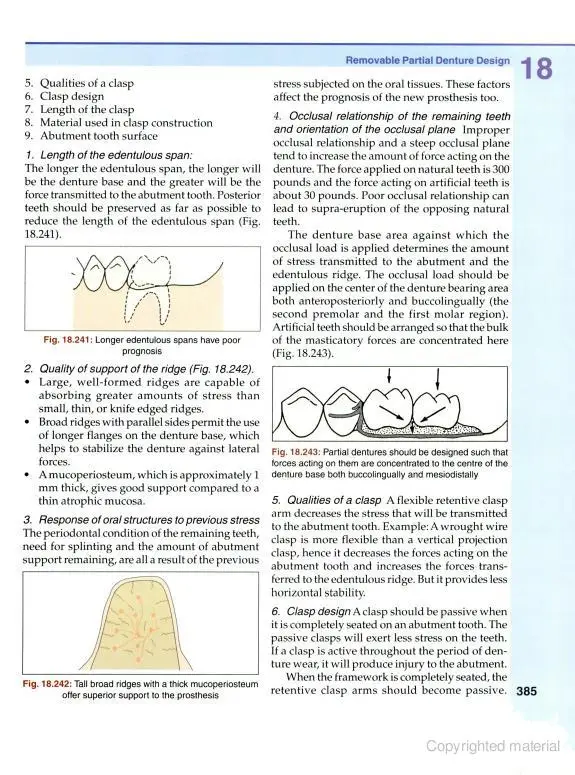 Removable Partial Denture Design
18
5. Qualities of a clasp
6. Clasp design
7. Length of the clasp
8. Material used in clasp construction
9. Abutment tooth surface
1. Length of the edentulous span:
The longer the edentulous span, the longer will
be the denture base and the greater will be the
force transmitted to the abutment tooth. Posterior
teeth should be preserved as far as possible to
reduce the length of the edentulous span (Fig.
18.241).
Fig. 18.241: Longer edentulous spans have poor
prognosis
2. Quality of support of the ridge (Fig. 18.242).
• Large, well-formed ridges are capable of
absorbing greater amounts of stress than
small, thin, or knife edged ridges.
• Broad ridges with parallel sides permit the use
of longer flanges on the denture base, which
helps to stabilize the denture against lateral
forces.
• A mucoperiosteum, which is approximately 1
mm thick, gives good support compared to a
thin atrophic mucosa.
3. Response of oral structures to previous stress
The periodontal condition of the remaining teeth,
need for splinting and the amount of abutment
support remaining, are all a result of the previous
Fig. 18.242: Tall broad ridges with a thick mucoperiosteum
offer superior support to the prosthesis
stress subjected on the oral tissues. These factors
affect the prognosis of the new prosthesis too.
4. Occlusal relationship of the remaining teeth
and orientation of the occlusal plane Improper
occlusal relationship and a steep occlusal plane
tend to increase the amount of force acting on the
denture. The force applied on natural teeth is 300
pounds and the force acting on artificial teeth is
about 30 pounds. Poor occlusal relationship can
lead to supra-eruption of the opposing natural
teeth.
The denture base area against which the
occlusal load is applied determines the amount
of stress transmitted to the abutment and the
edentulous ridge. The occlusal load should be
applied on the center of the denture bearing area
both anteroposteriorly and buccolingually (the
second premolar and the first molar region).
Artificial teeth should be arranged so that the bulk
of the masticatory forces are concentrated here
(Fig. 18.243).
Fig. 18.243: Partial dentures should be designed such that
forces acting on them are concentrated to the centre of the
denture base both buccolingually and mesiodistally
5. Qualities of a clasp A flexible retentive clasp
arm decreases the stress that will be transmitted
to the abutment tooth. Example: A wrought wire
clasp is more flexible than a vertical projection
clasp, hence it decreases the forces acting on the
abutment tooth and increases the forces trans-
ferred to the edentulous ridge. But it provides less
horizontal stability.
6. Clasp design A clasp should be passive when
it is completely seated on an abutment tooth. The
passive clasps will exert less stress on the teeth.
If a clasp is active throughout the period of den-
ture wear, it will produce injury to the abutment.
When the framework is completely seated, the
retentive clasp arms should become passive.
385
Copyrighted material